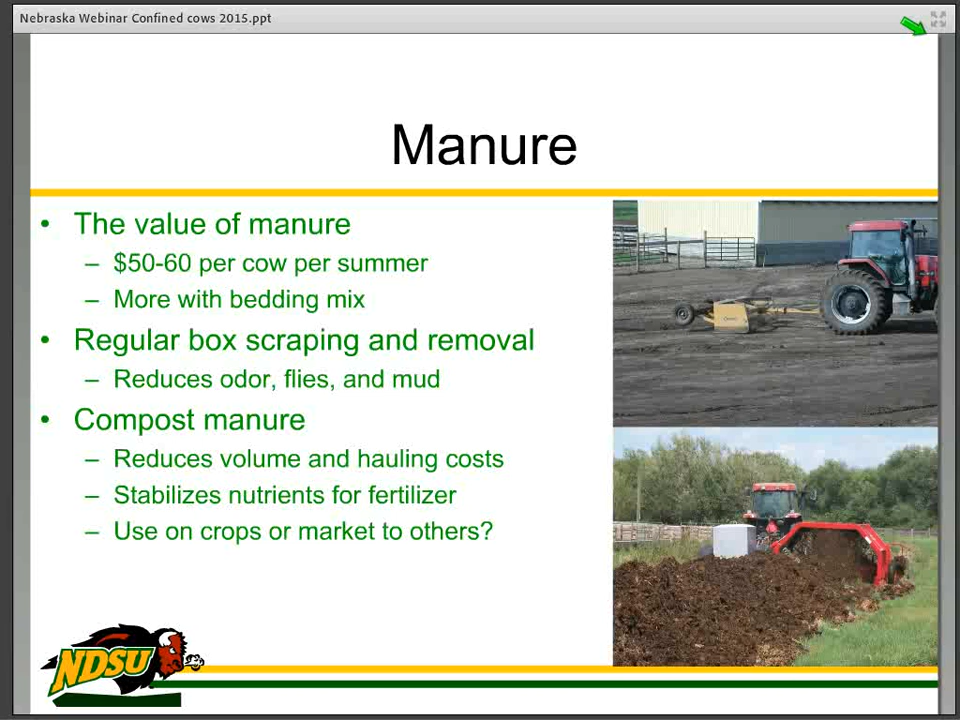 Nebraska Webinar Confined cows 2015.ppt
Manure
• The value of manure
– $50-60 per cow per summer
– More with bedding mix
• Regular box scraping and removal
– Reduces odor, flies, and mud
• Compost manure
– Reduces volume and hauling costs
– Stabilizes nutrients for fertilizer
– Use on crops or market to others?
NDSU